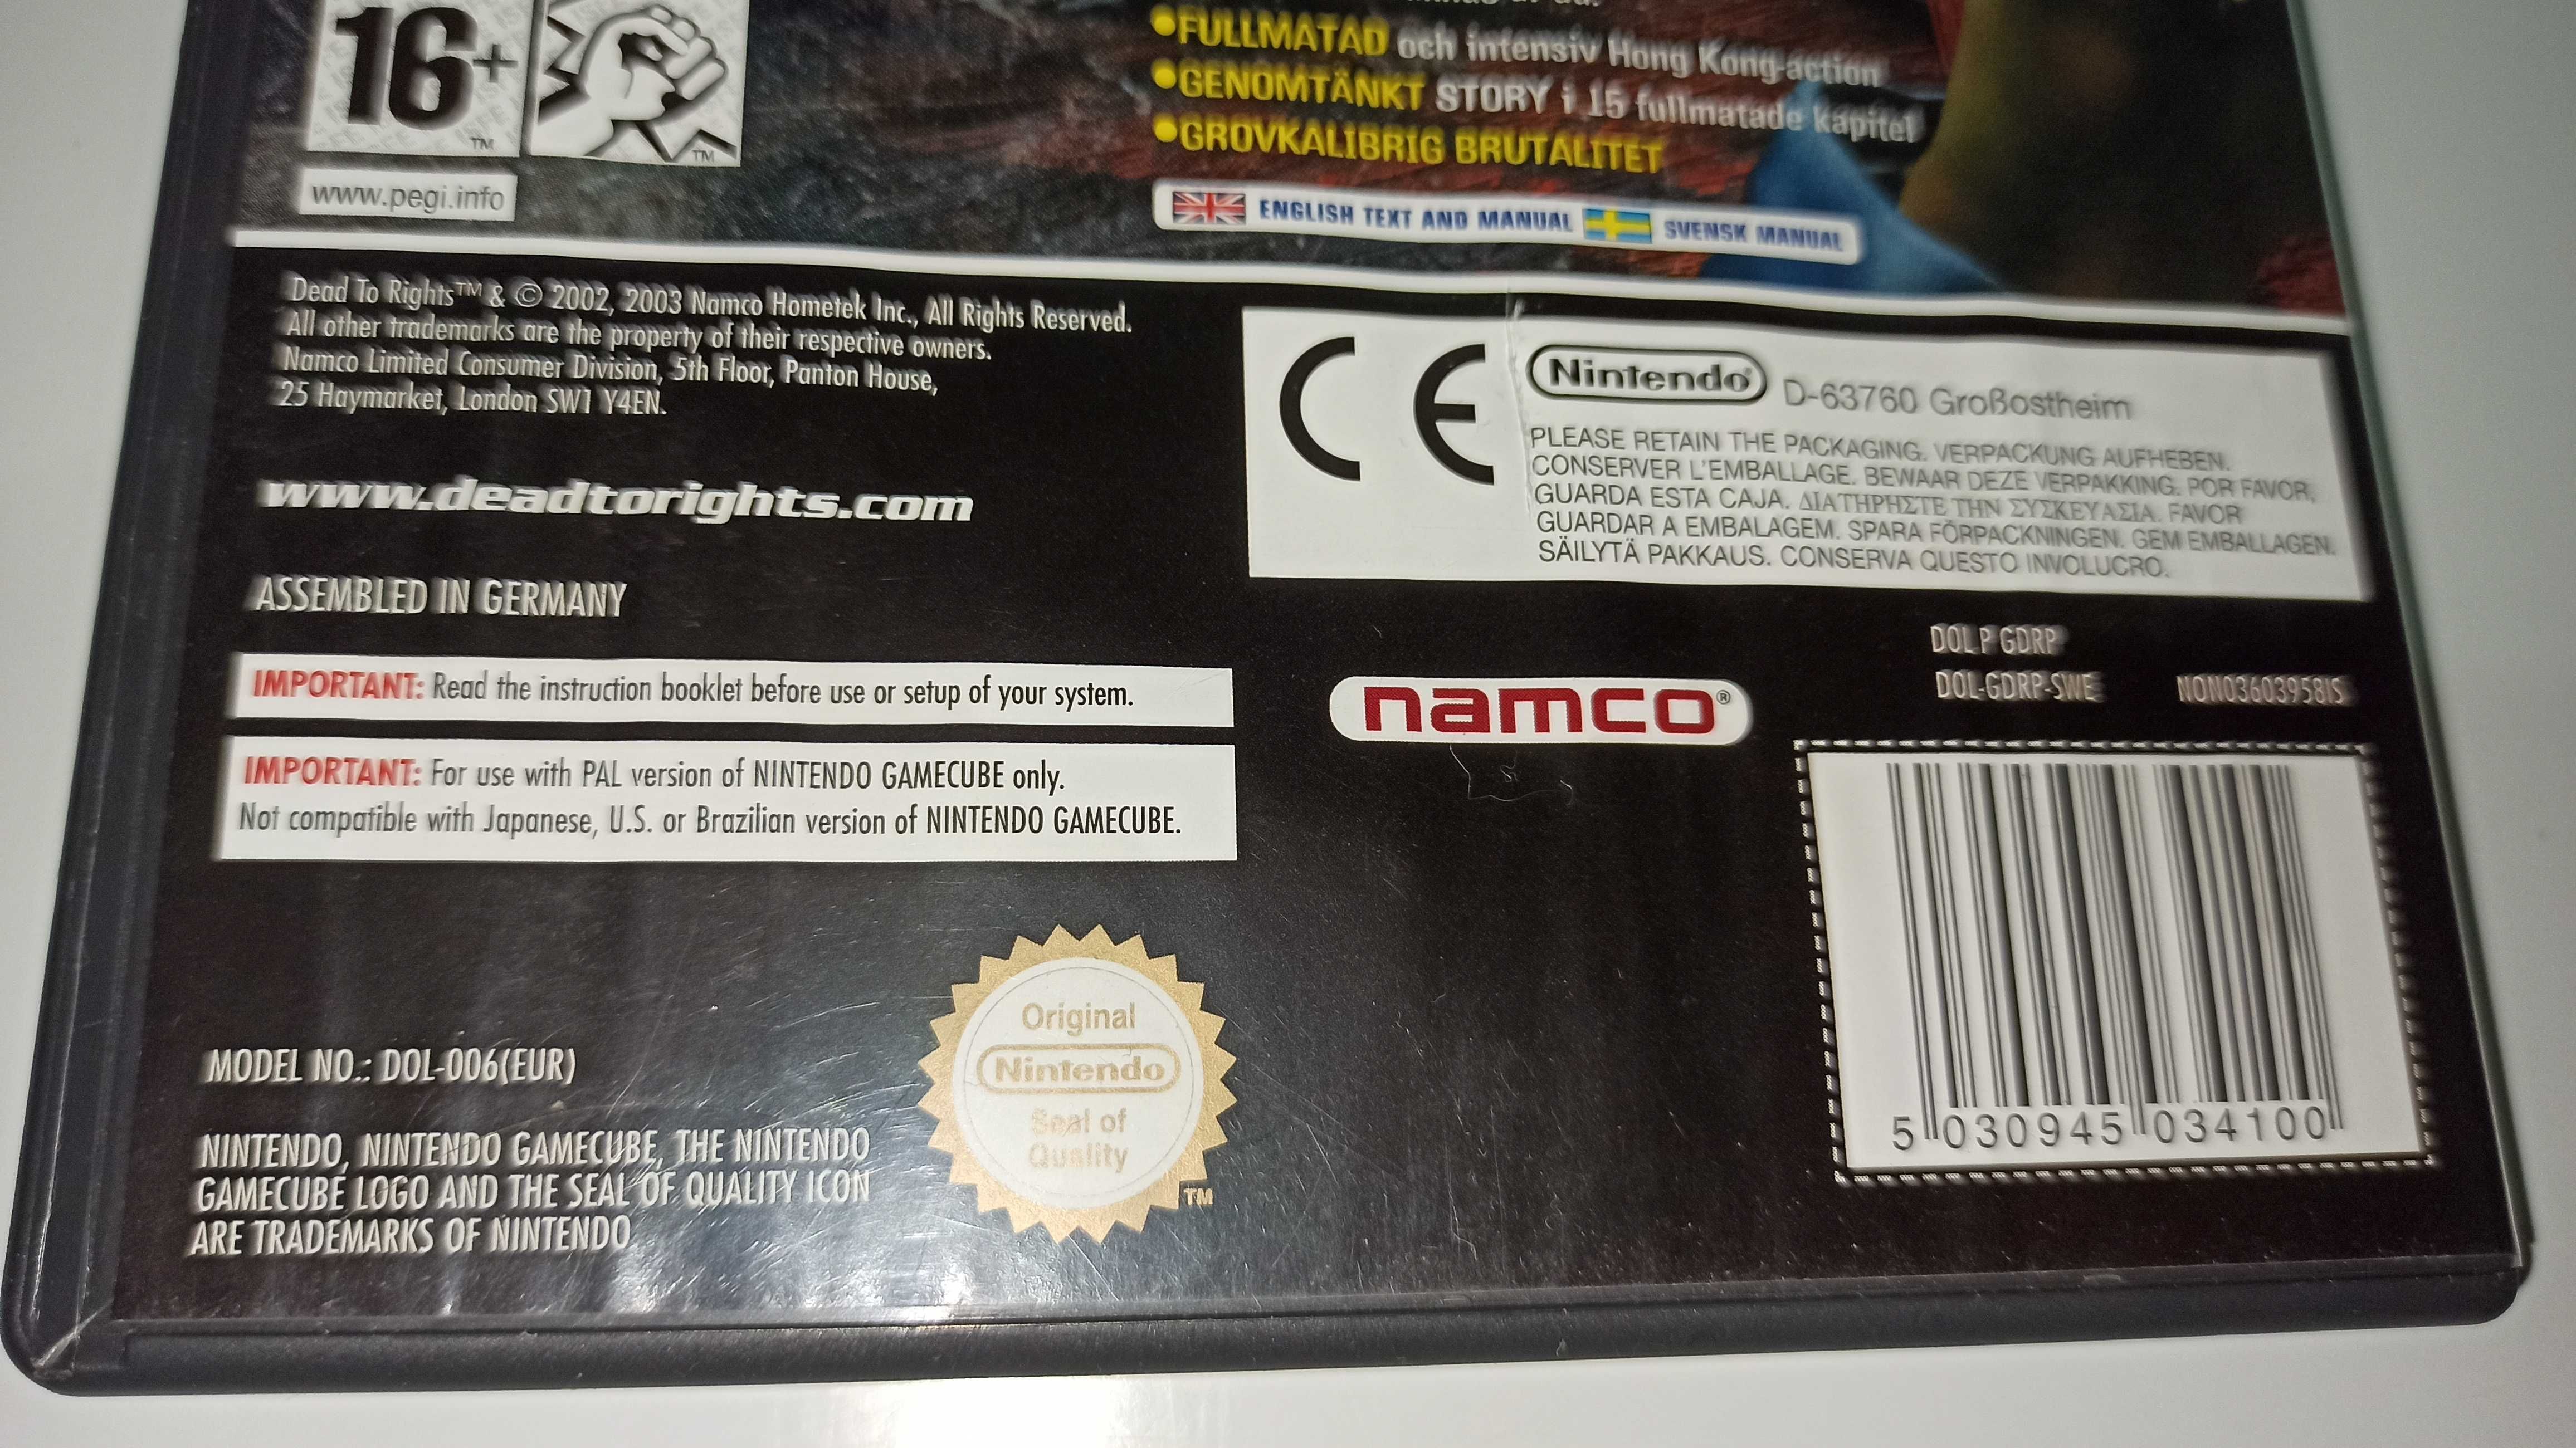 16+
TM
TM
www.pegi.info
•FULLMATAD och intensiv Hong Kong-action
•GENOMTÄNKT STORY i 15 fullmatade kapitel
•GROVKALIBRIG BRUTALITET
ENGLISH TEXT AND MANUAL SVENSK MANUAL
Dead To Rights™ & © 2002, 2003 Namco Hometek Inc., All Rights Reserved.
All other trademarks are the property of their respective owners.
Namco Limited Consumer Division, 5th Floor, Panton House,
25 Haymarket, London SW1 Y4EN.
www.deadtorights.com
ASSEMBLED IN GERMANY
IMPORTANT: Read the instruction booklet before use or setup of your system.
IMPORTANT: For use with PAL version of NINTENDO GAMECUBE only.
Not compatible with Japanese, U.S. or Brazilian version of NINTENDO GAMECUBE.
MODEL NO.: DOL-006(EUR)
NINTENDO, NINTENDO GAMECUBE, THE NINTENDO
GAMECUBE LOGO AND THE SEAL OF QUALITY ICON
ARE TRADEMARKS OF NINTENDO
Original
Nintendo
Seal of
Quality
TM
CE
Nintendo® D-63760 Großostheim
PLEASE RETAIN THE PACKAGING. VERPACKUNG AUFHEBEN.
CONSERVER L'EMBALLAGE. BEWAAR DEZE VERPAKKING. POR FAVOR,
GUARDA ESTA CAJA. ΔΙΑΤΗΡΗΣΤΕ ΤΗΝ ΣΥΣΚΕΥΑΣΙΑ. FAVOR
GUARDAR A EMBALAGEM. SPARA FÖRPACKNINGEN. GEM EMBALLAGEN.
SÄILYTÄ PAKKAUS. CONSERVA QUESTO INVOLUCRO.
namco®
DOL P GDRP
DOL-GDRP-SWE NON03603958IS
5 030945 034100